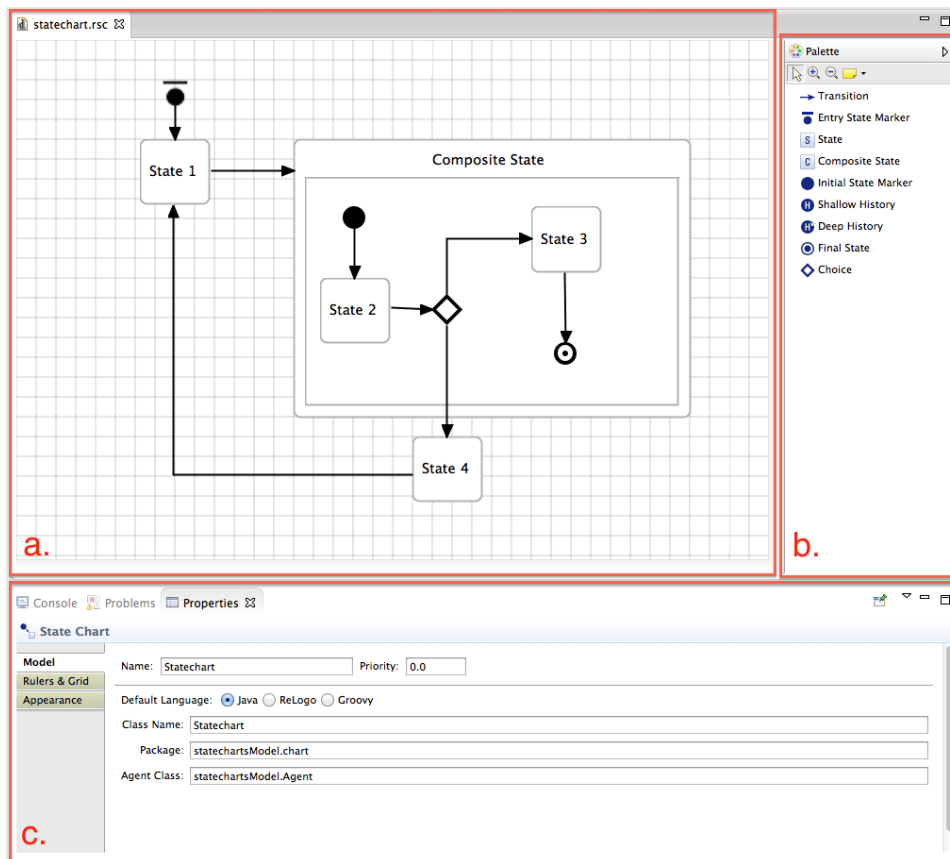 statechart.rsc
State 1
Composite State
State 2
State 3
State 4
a.
Palette
Transition
Entry State Marker
S State
C Composite State
Initial State Marker
H Shallow History
H* Deep History
Final State
Choice
b.
Console Problems Properties
State Chart
Model
Rulers & Grid
Appearance
Name: Statechart Priority: 0.0
Default Language: Java ReLogo Groovy
Class Name: Statechart
Package: statechartsModel.chart
Agent Class: statechartsModel.Agent
c.